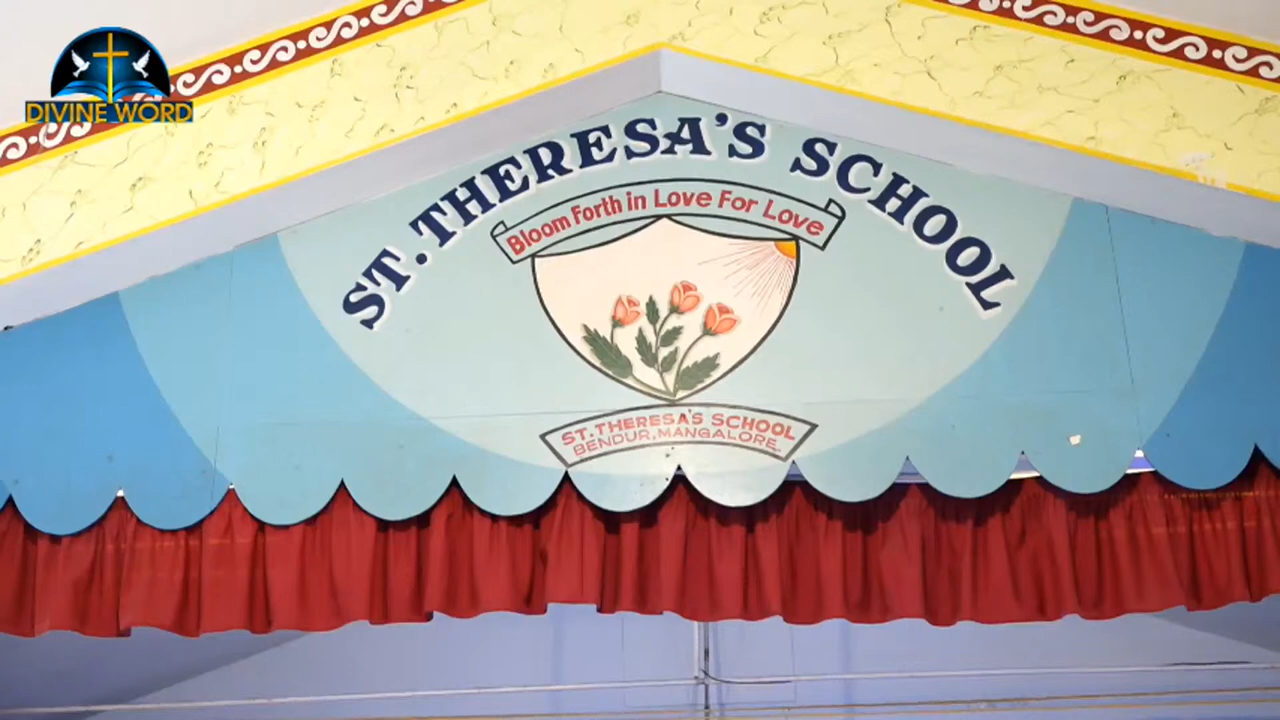 DIVINE WORD
ST. THERESA'S SCHOOL
Bloom Forth in Love For Love
ST. THERESA'S SCHOOL
BENDUR, MANGALORE